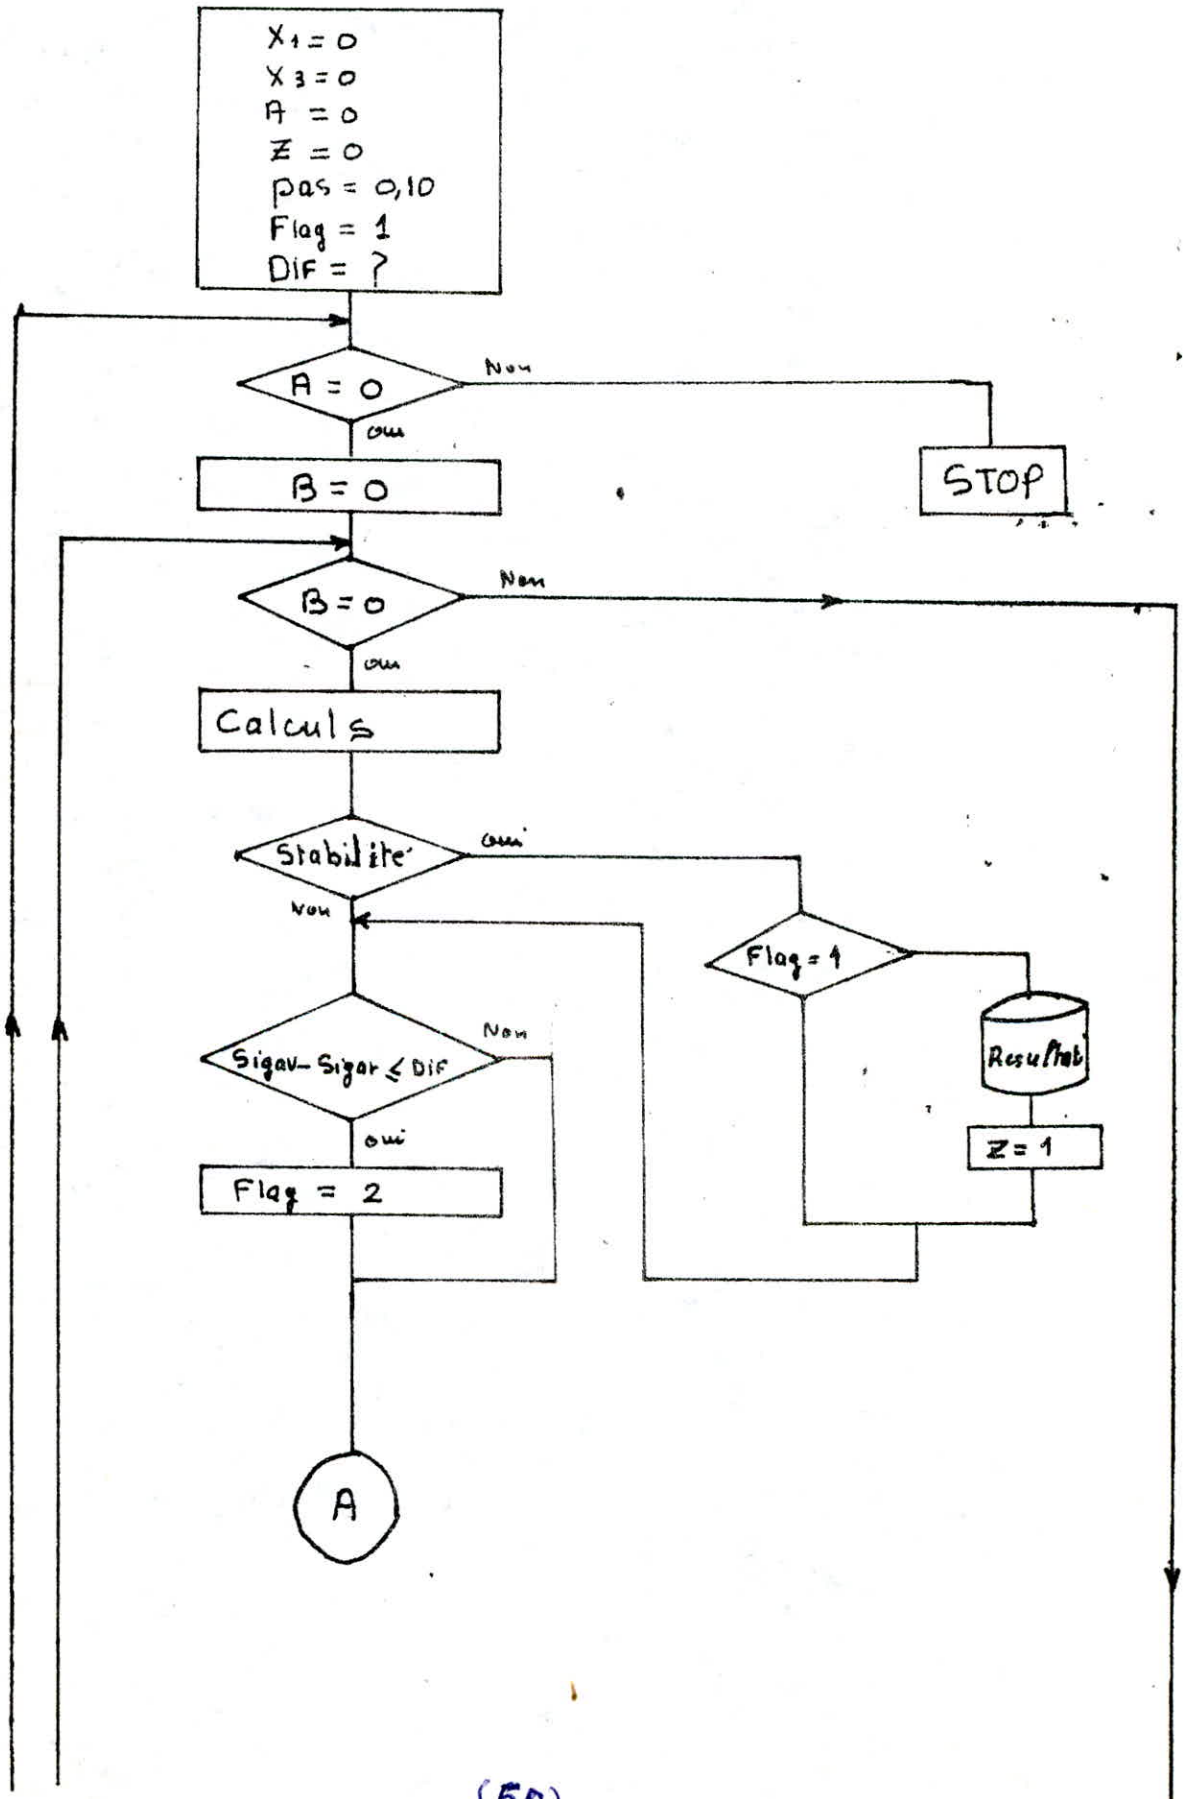 X1 = 0
X3 = 0
A = 0
Z = 0
pas = 0,10
Flag = 1
DIF = ?
A = 0
Non
oui
STOP
B = 0
B = 0
Non
oui
Calculs
Stabilité
oui
Non
Flag = 1
Sigav - Sigar ≤ DIF
Non
Resultat
oui
Z = 1
Flag = 2
A